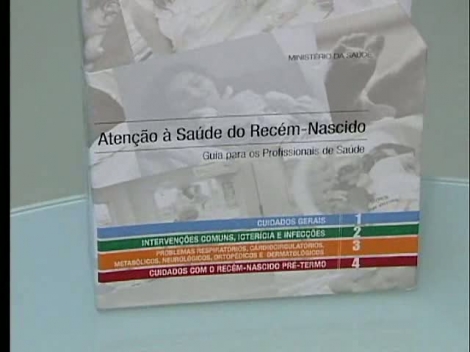 MINISTÉRIO DA SAÚDE
Atenção à Saúde do Recém-Nascido
Guia para os Profissionais de Saúde
CUIDADOS GERAIS 1
INTERVENÇÕES COMUNS, ICTERÍCIA E INFECÇÕES 2
PROBLEMAS RESPIRATÓRIOS, CARDIOCIRCULATÓRIOS, 3
METABÓLICOS, NEUROLÓGICOS, ORTOPÉDICOS E DERMATOLÓGICOS
CUIDADOS COM O RECÉM-NASCIDO PRÉ-TERMO 4